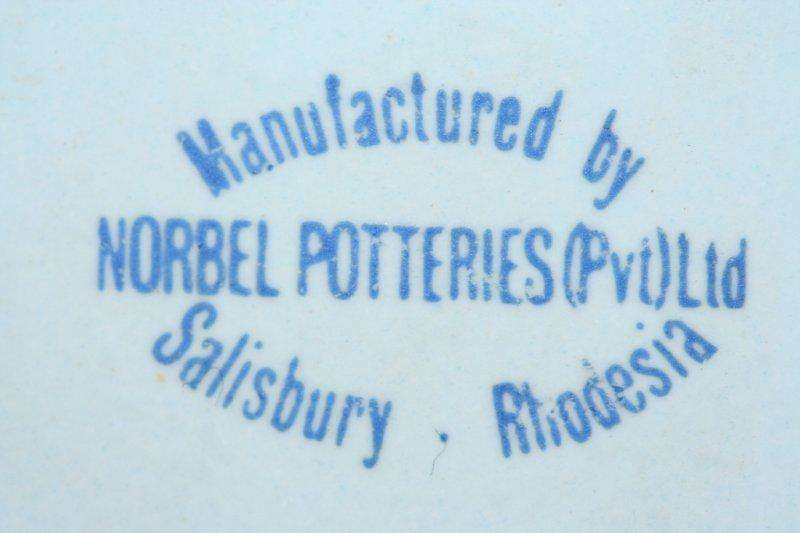 Manufactured by
NORBEL POTTERIES (Pvt) Ltd
Salisbury . Rhodesia